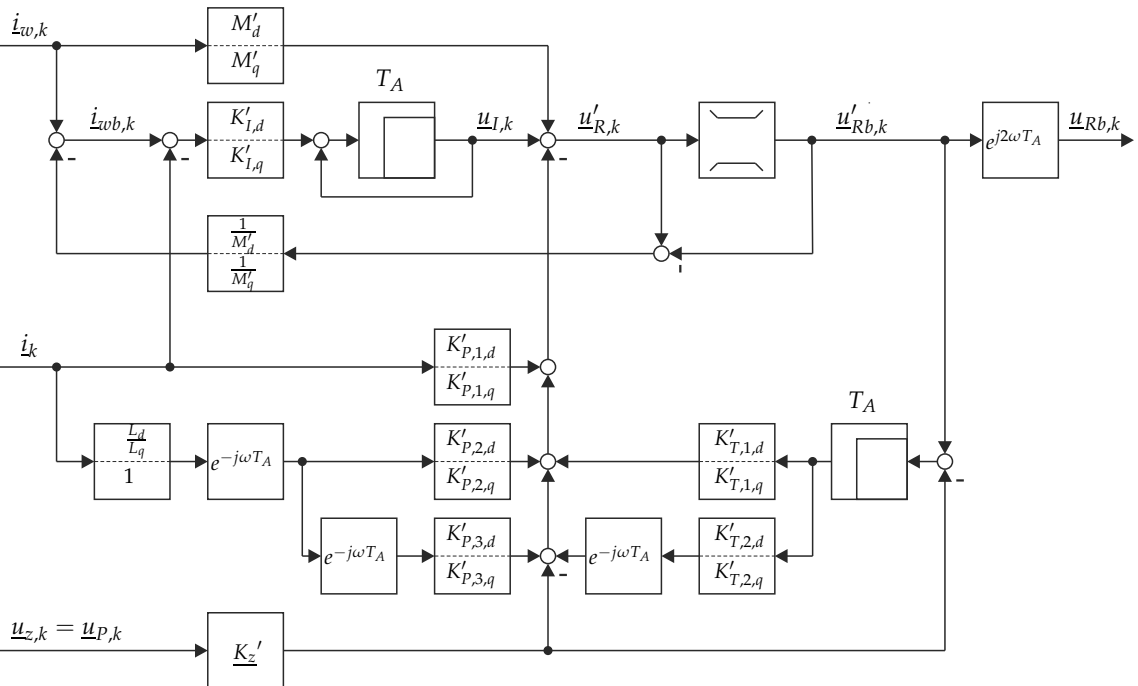 i_{w,k}
M'_d
M'_q
T_A
i_{wb,k}
K'_{I,d}
K'_{I,q}
u_{I,k}
u'_{R,k}
u'_{Rb,k}
e^{j2ωT_A}
u_{Rb,k}
-
-
-
1/M'_d
1/M'_q
-
i_k
K'_{P,1,d}
K'_{P,1,q}
T_A
L_d/L_q
1
e^{-jωT_A}
K'_{P,2,d}
K'_{P,2,q}
K'_{T,1,d}
K'_{T,1,q}
-
e^{-jωT_A}
K'_{P,3,d}
K'_{P,3,q}
-
e^{-jωT_A}
K'_{T,2,d}
K'_{T,2,q}
u_{z,k} = u_{P,k}
K_z'